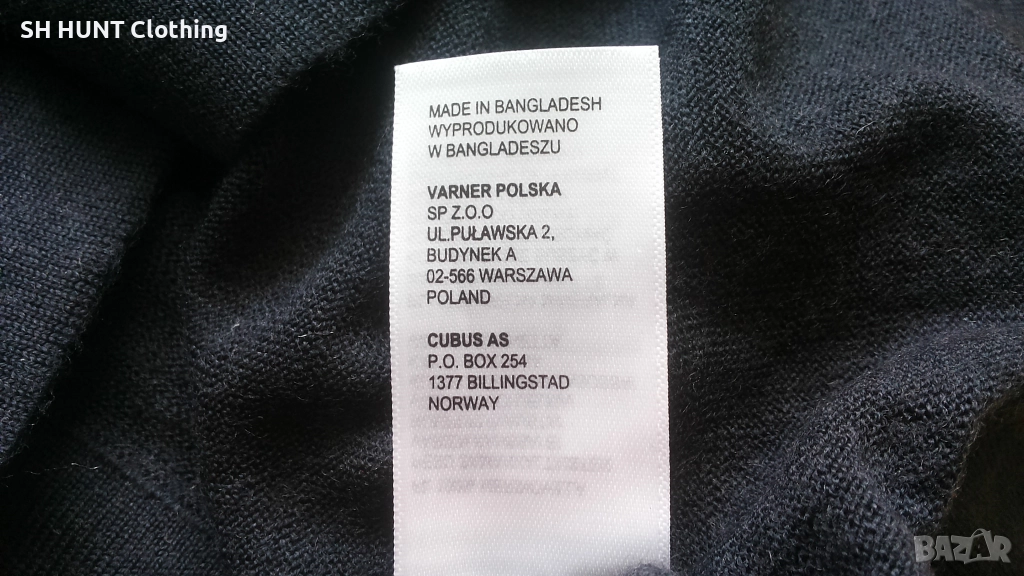 SH HUNT Clothing
MADE IN BANGLADESH
WYPRODUKOWANO
W BANGLADESZU
VARNER POLSKA
SP Z.O.O
UL.PUŁAWSKA 2,
BUDYNEK A
02-566 WARSZAWA
POLAND
CUBUS AS
P.O. BOX 254
1377 BILLINGSTAD
NORWAY
BAZAR